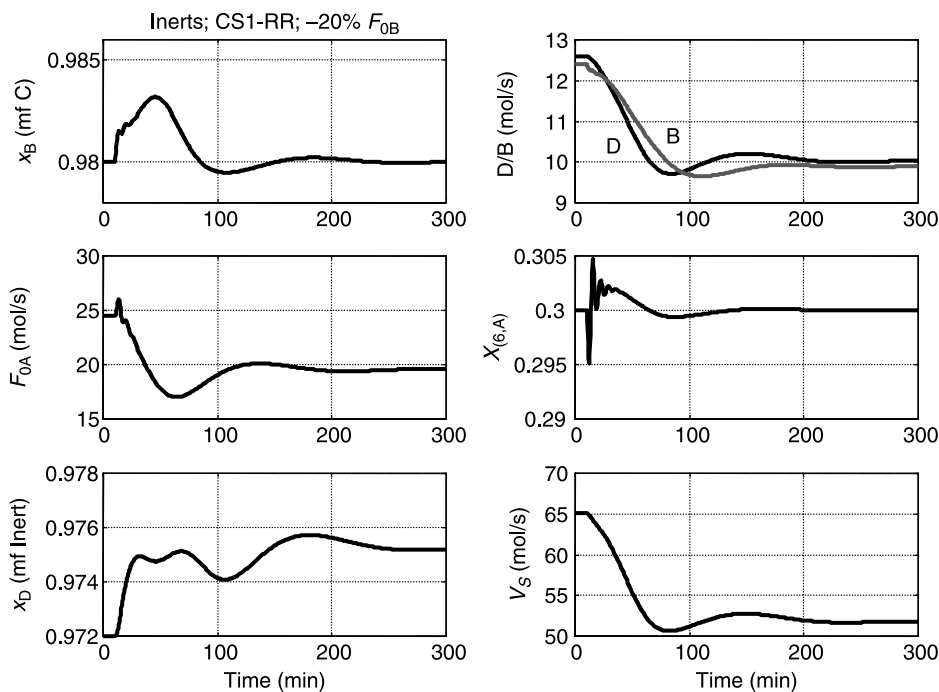 Inerts; CS1-RR; –20% F0B
0.985
0.98
0 100 200 300
xB (mf C)
13
12
11
10
9
0 100 200 300
D/B (mol/s)
D
B
30
25
20
15
0 100 200 300
F0A (mol/s)
0.305
0.3
0.295
0.29
0 100 200 300
X(6,A)
0.978
0.976
0.974
0.972
0 100 200 300
xD (mf Inert)
Time (min)
70
65
60
55
50
0 100 200 300
VS (mol/s)
Time (min)